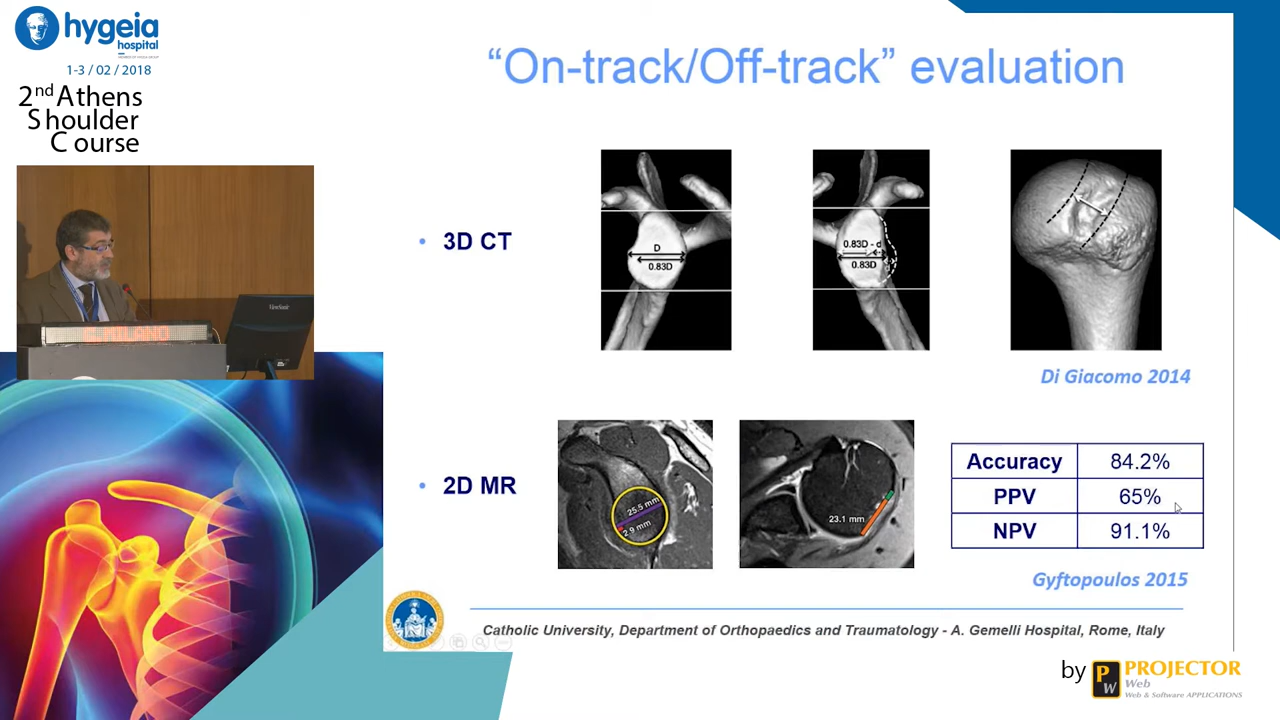 hygeia
hospital
1-3 / 02 / 2018
2nd Athens
Shoulder
Course
“On-track/Off-track” evaluation
• 3D CT
D
0.83D
0.83D - d
0.83D
Di Giacomo 2014
• 2D MR
25.5 mm
2.9 mm
23.1 mm
Accuracy 84.2%
PPV 65%
NPV 91.1%
Gyftopoulos 2015
Catholic University, Department of Orthopaedics and Traumatology - A. Gemelli Hospital, Rome, Italy
ViewSonic
by PW PROJECTOR
Web
Web & Software APPLICATIONS